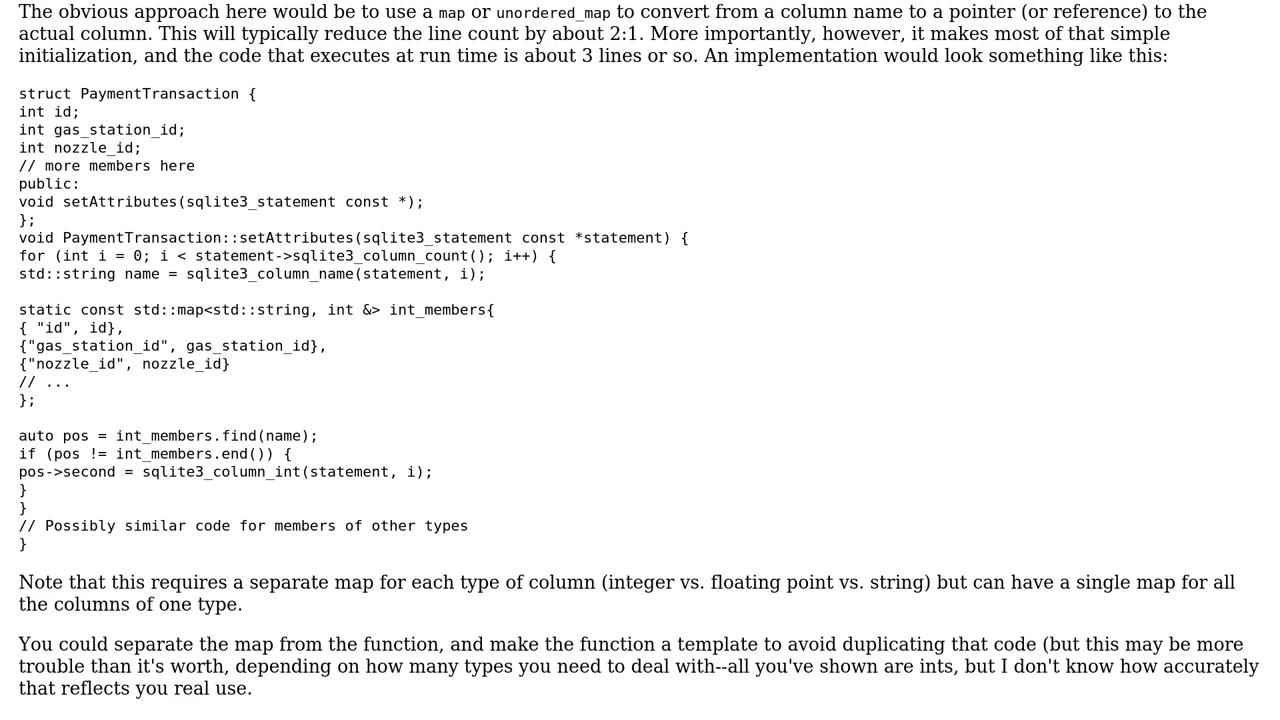 The obvious approach here would be to use a map or unordered_map to convert from a column name to a pointer (or reference) to the
actual column. This will typically reduce the line count by about 2:1. More importantly, however, it makes most of that simple
initialization, and the code that executes at run time is about 3 lines or so. An implementation would look something like this:
struct PaymentTransaction {
int id;
int gas_station_id;
int nozzle_id;
// more members here
public:
void setAttributes(sqlite3_statement const *);
};
void PaymentTransaction::setAttributes(sqlite3_statement const *statement) {
for (int i = 0; i < statement->sqlite3_column_count(); i++) {
std::string name = sqlite3_column_name(statement, i);
static const std::map<std::string, int &> int_members{
{ "id", id},
{"gas_station_id", gas_station_id},
{"nozzle_id", nozzle_id}
// ...
};
auto pos = int_members.find(name);
if (pos != int_members.end()) {
pos->second = sqlite3_column_int(statement, i);
}
}
// Possibly similar code for members of other types
}
Note that this requires a separate map for each type of column (integer vs. floating point vs. string) but can have a single map for all
the columns of one type.
You could separate the map from the function, and make the function a template to avoid duplicating that code (but this may be more
trouble than it's worth, depending on how many types you need to deal with--all you've shown are ints, but I don't know how accurately
that reflects you real use.